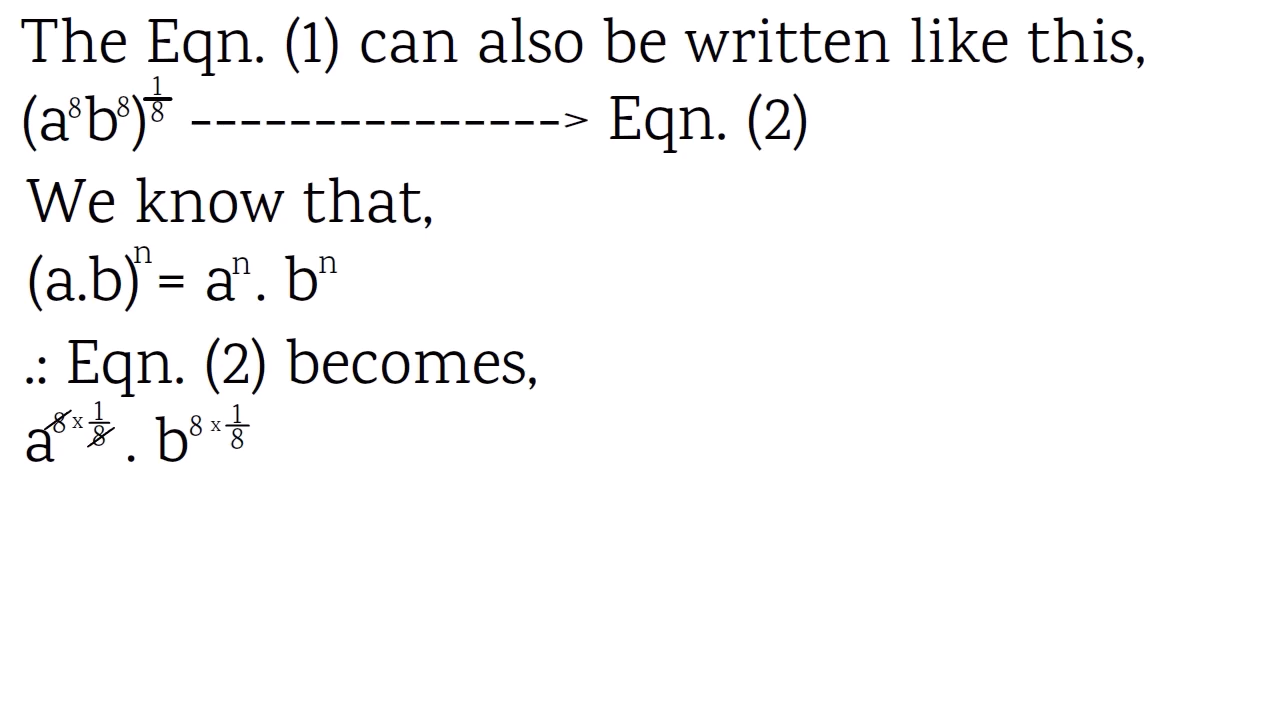 The Eqn. (1) can also be written like this,
(a⁸b⁸)^(1/8) ---------------> Eqn. (2)
We know that,
(a.b)ⁿ = aⁿ. bⁿ
.: Eqn. (2) becomes,
a^(8 x 1/8) . b^(8 x 1/8)